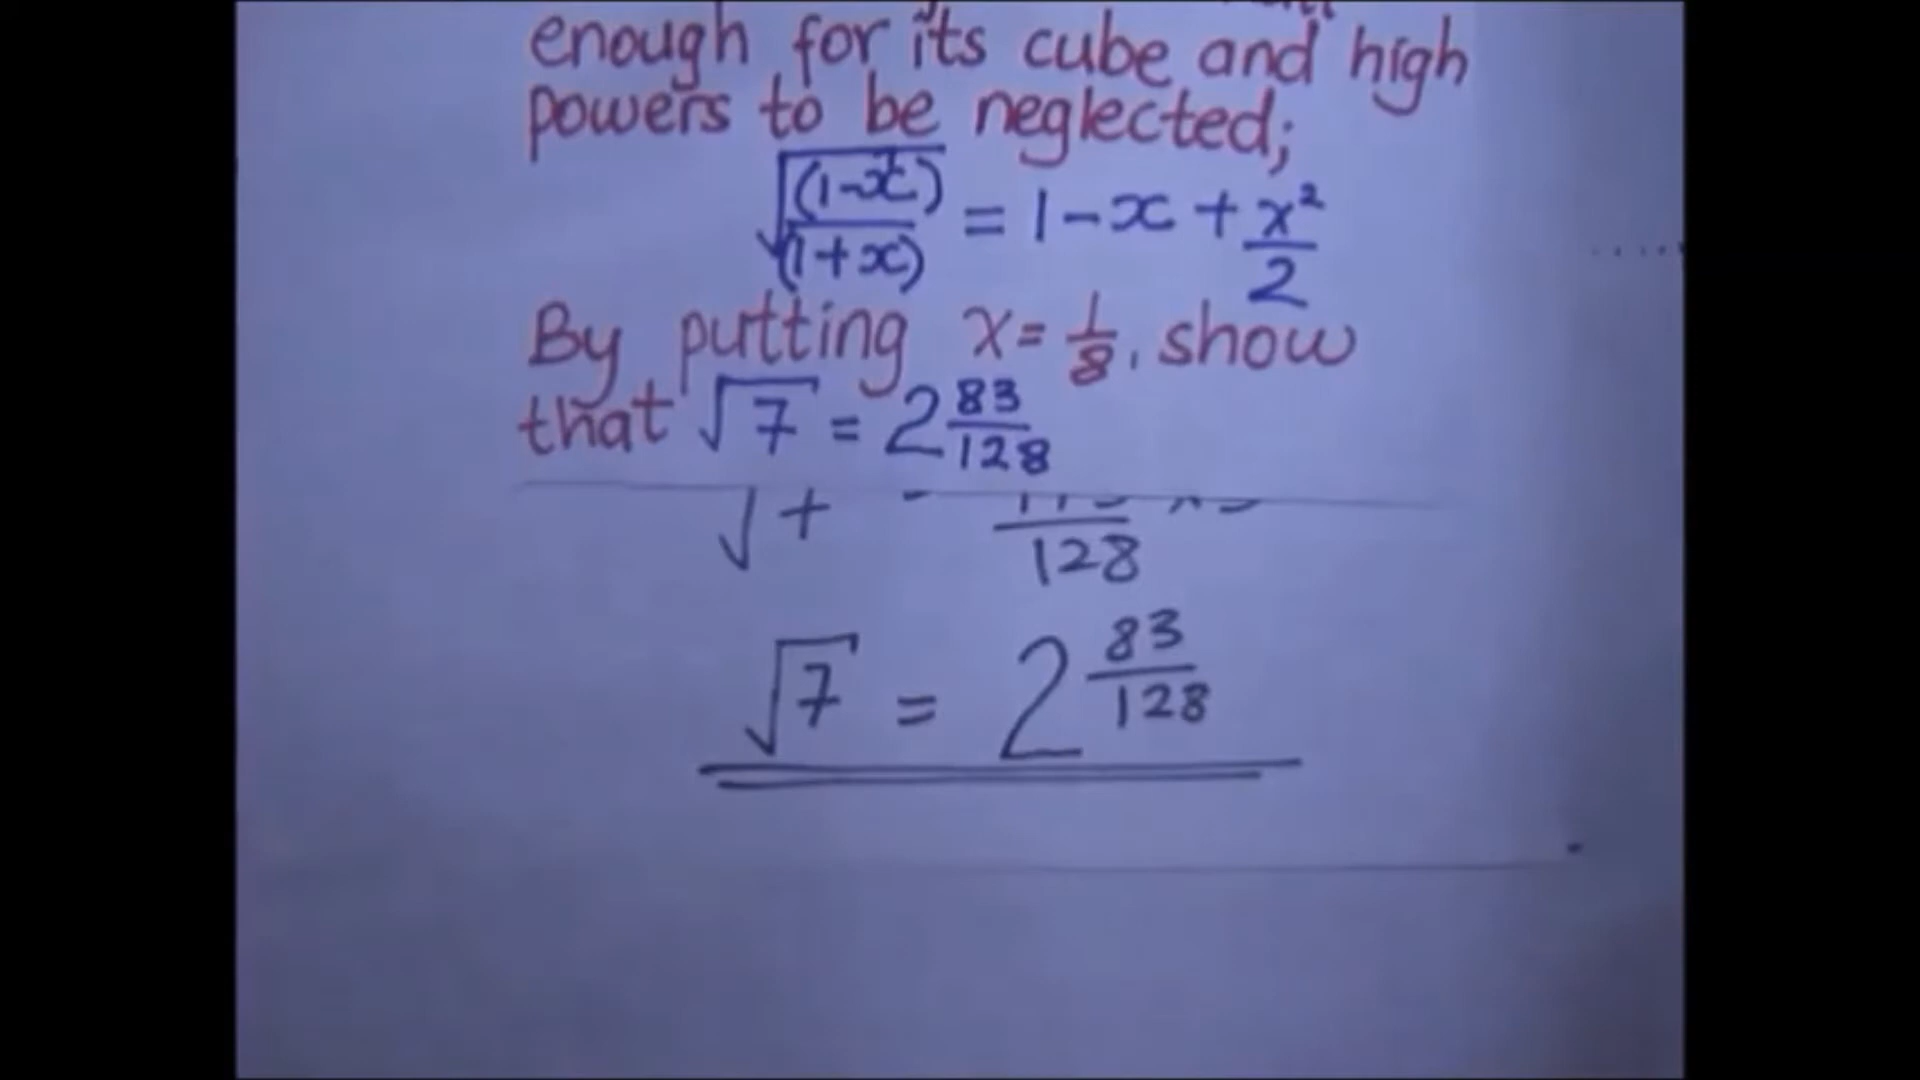 enough for its cube and high
powers to be neglected;
√((1-x)/(1+x)) = 1-x+x²/2
By putting x=1/8, show
that √7 = 2 83/128
128
√7 = 2 83/128